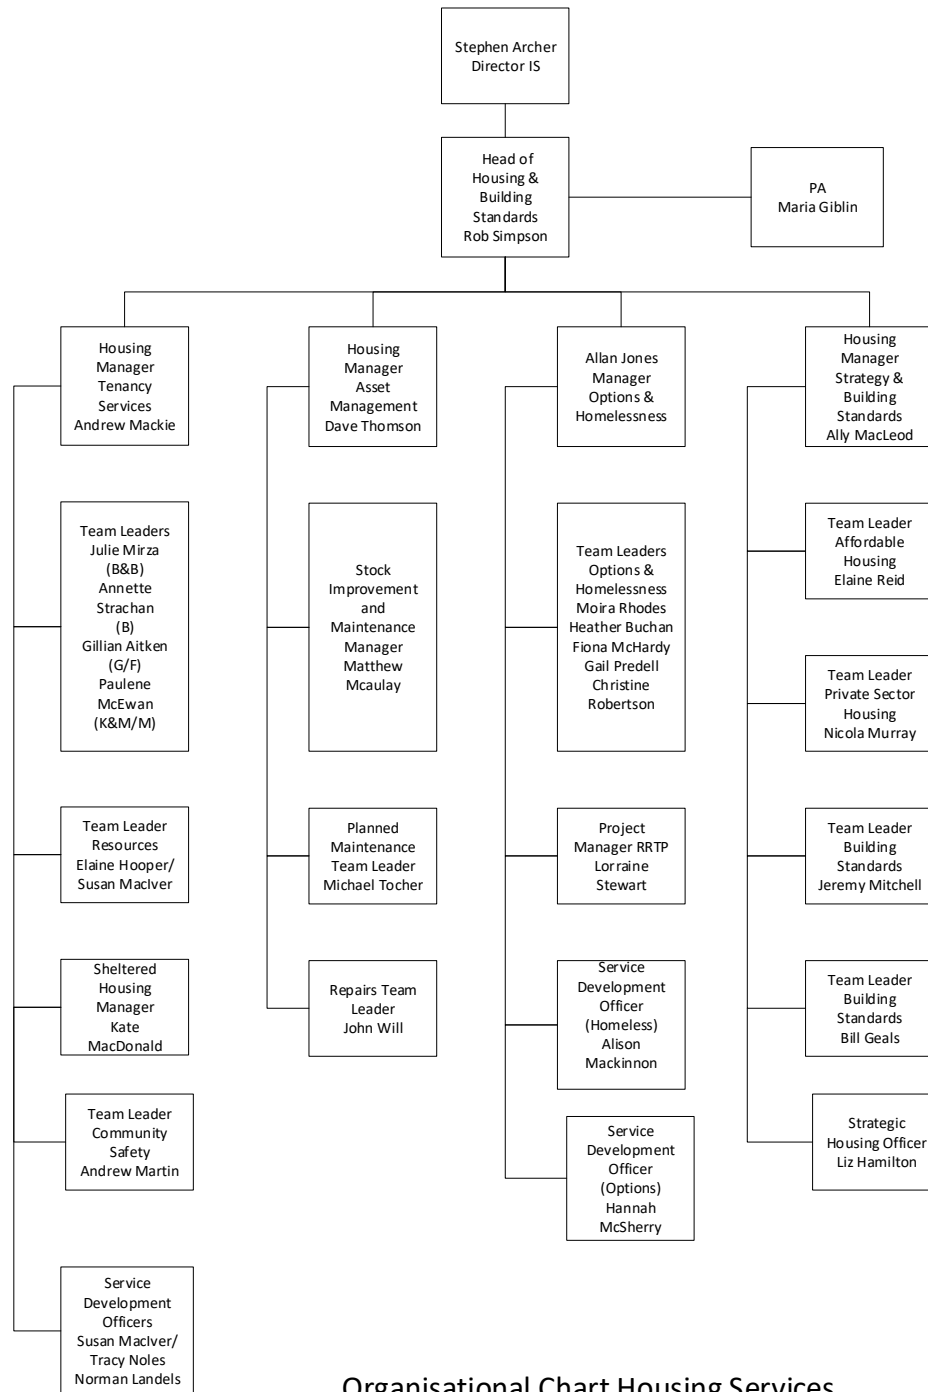 Stephen Archer
Director IS
Head of
Housing &
Building
Standards
Rob Simpson
PA
Maria Giblin
Housing
Manager
Tenancy
Services
Andrew Mackie
Housing
Manager
Asset
Management
Dave Thomson
Allan Jones
Manager
Options &
Homelessness
Housing
Manager
Strategy &
Building
Standards
Ally MacLeod
Team Leaders
Julie Mirza
(B&B)
Annette
Strachan
(B)
Gillian Aitken
(G/F)
Paulene
McEwan
(K&M/M)
Stock
Improvement
and
Maintenance
Manager
Matthew
Mcaulay
Team Leaders
Options &
Homelessness
Moira Rhodes
Heather Buchan
Fiona McHardy
Gail Predell
Christine
Robertson
Team Leader
Affordable
Housing
Elaine Reid
Team Leader
Private Sector
Housing
Nicola Murray
Team Leader
Resources
Elaine Hooper/
Susan MacIver
Planned
Maintenance
Team Leader
Michael Tocher
Project
Manager RRTP
Lorraine
Stewart
Team Leader
Building
Standards
Jeremy Mitchell
Sheltered
Housing
Manager
Kate
MacDonald
Repairs Team
Leader
John Will
Service
Development
Officer
(Homeless)
Alison
Mackinnon
Team Leader
Building
Standards
Bill Geals
Team Leader
Community
Safety
Andrew Martin
Service
Development
Officer
(Options)
Hannah
McSherry
Strategic
Housing Officer
Liz Hamilton
Service
Development
Officers
Susan MacIver/
Tracy Noles
Norman Landels
Organisational Chart Housing Services